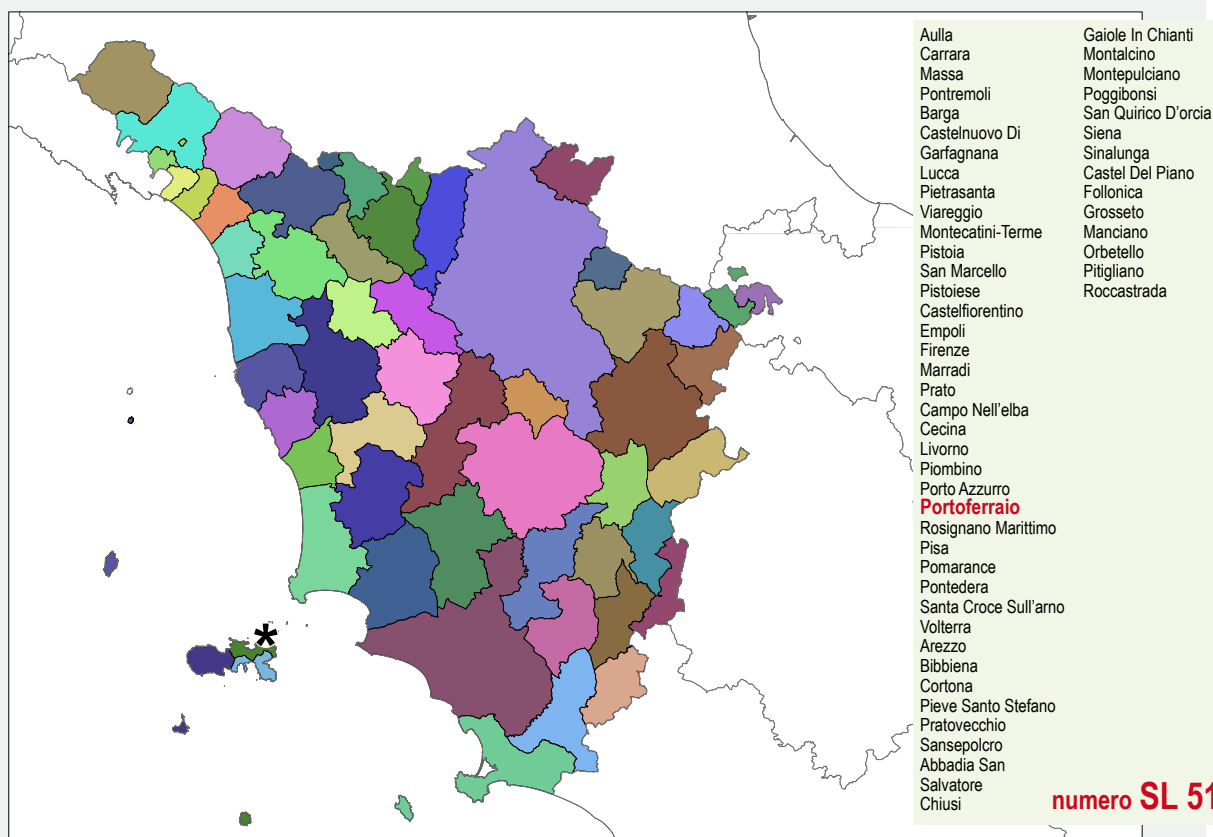 Aulla
Carrara
Massa
Pontremoli
Barga
Castelnuovo Di
Garfagnana
Lucca
Pietrasanta
Viareggio
Montecatini-Terme
Pistoia
San Marcello
Pistoiese
Castelfiorentino
Empoli
Firenze
Marradi
Prato
Campo Nell'elba
Cecina
Livorno
Piombino
Porto Azzurro
Portoferraio
Rosignano Marittimo
Pisa
Pomarance
Pontedera
Santa Croce Sull'arno
Volterra
Arezzo
Bibbiena
Cortona
Pieve Santo Stefano
Pratovecchio
Sansepolcro
Abbadia San
Salvatore
Chiusi
Gaiole In Chianti
Montalcino
Montepulciano
Poggibonsi
San Quirico D'orcia
Siena
Sinalunga
Castel Del Piano
Follonica
Grosseto
Manciano
Orbetello
Pitigliano
Roccastrada
numero SL 51
*